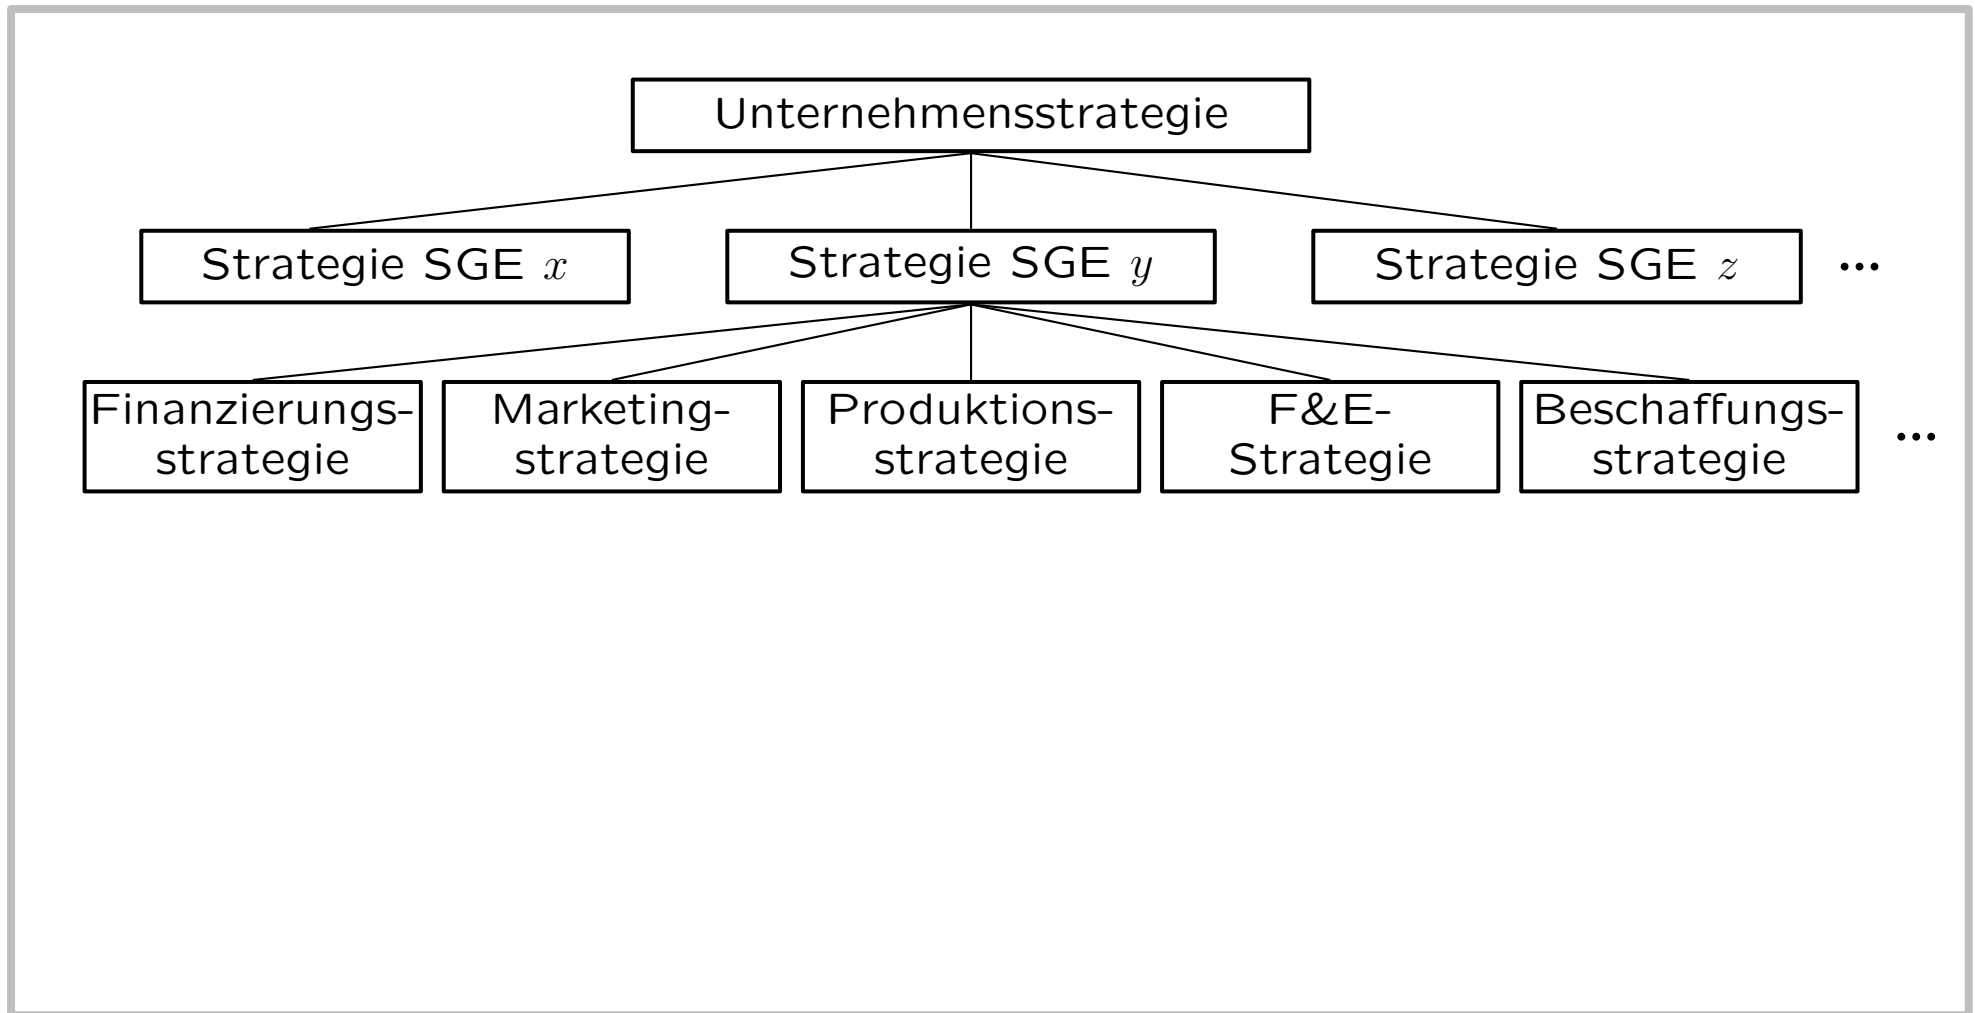 Unternehmensstrategie
Strategie SGE x
Strategie SGE y
Strategie SGE z
...
Finanzierungs-
strategie
Marketing-
strategie
Produktions-
strategie
F&E-
Strategie
Beschaffungs-
strategie
...